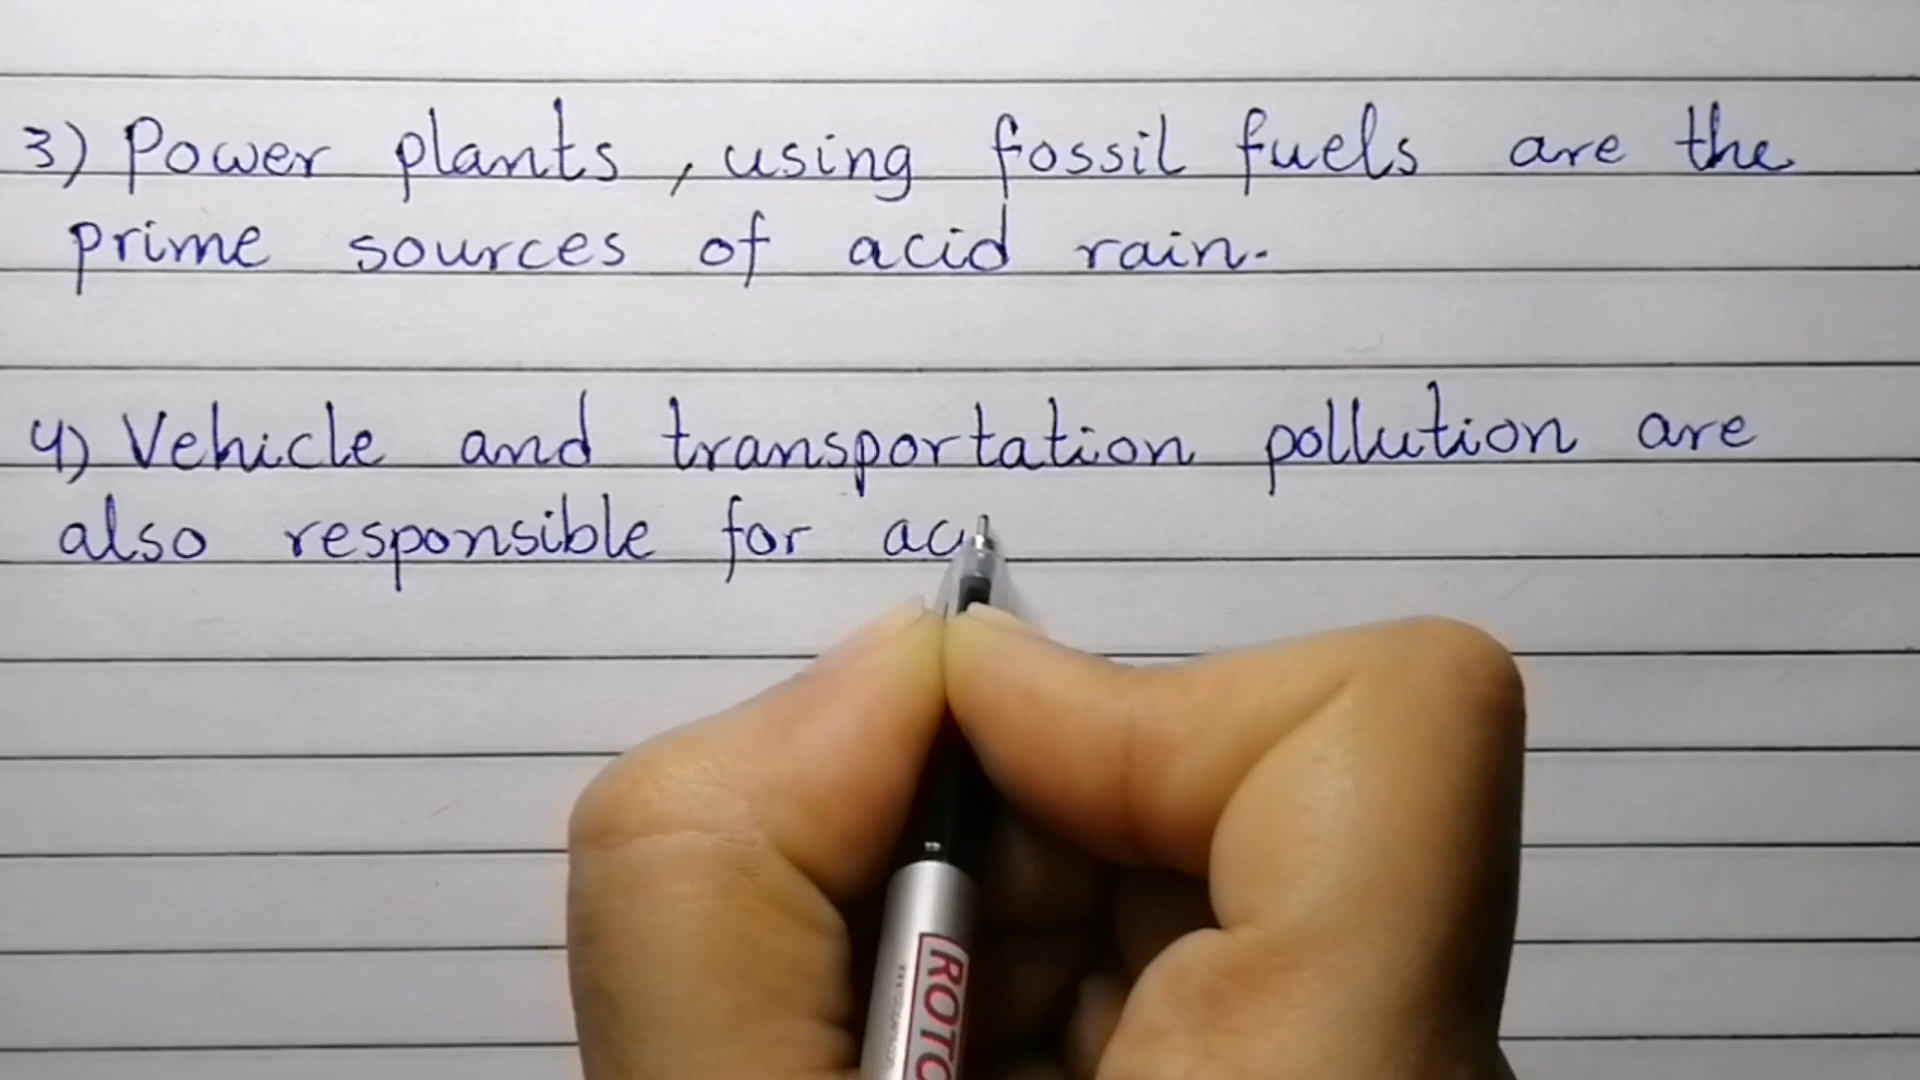 3) Power plants, using fossil fuels are the
prime sources of acid rain.
4) Vehicle and transportation pollution are
also responsible for ac
ROTO